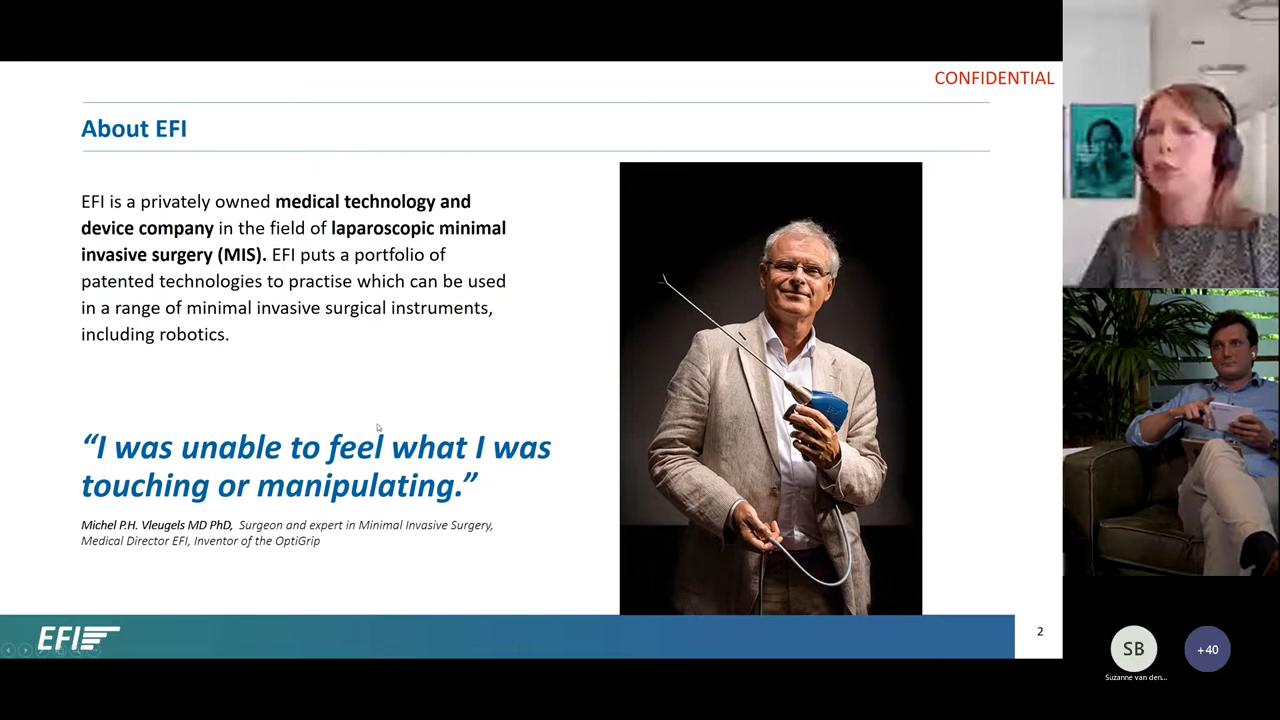 CONFIDENTIAL
About EFI
EFI is a privately owned medical technology and
device company in the field of laparoscopic minimal
invasive surgery (MIS). EFI puts a portfolio of
patented technologies to practise which can be used
in a range of minimal invasive surgical instruments,
including robotics.
“I was unable to feel what I was
touching or manipulating.”
Michel P.H. Vleugels MD PhD, Surgeon and expert in Minimal Invasive Surgery,
Medical Director EFI, Inventor of the OptiGrip
EFI
2
SB
+40
Suzanne van den...